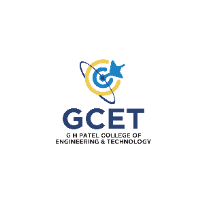 GCET
G H PATEL COLLEGE OF
ENGINEERING & TECHNOLOGY